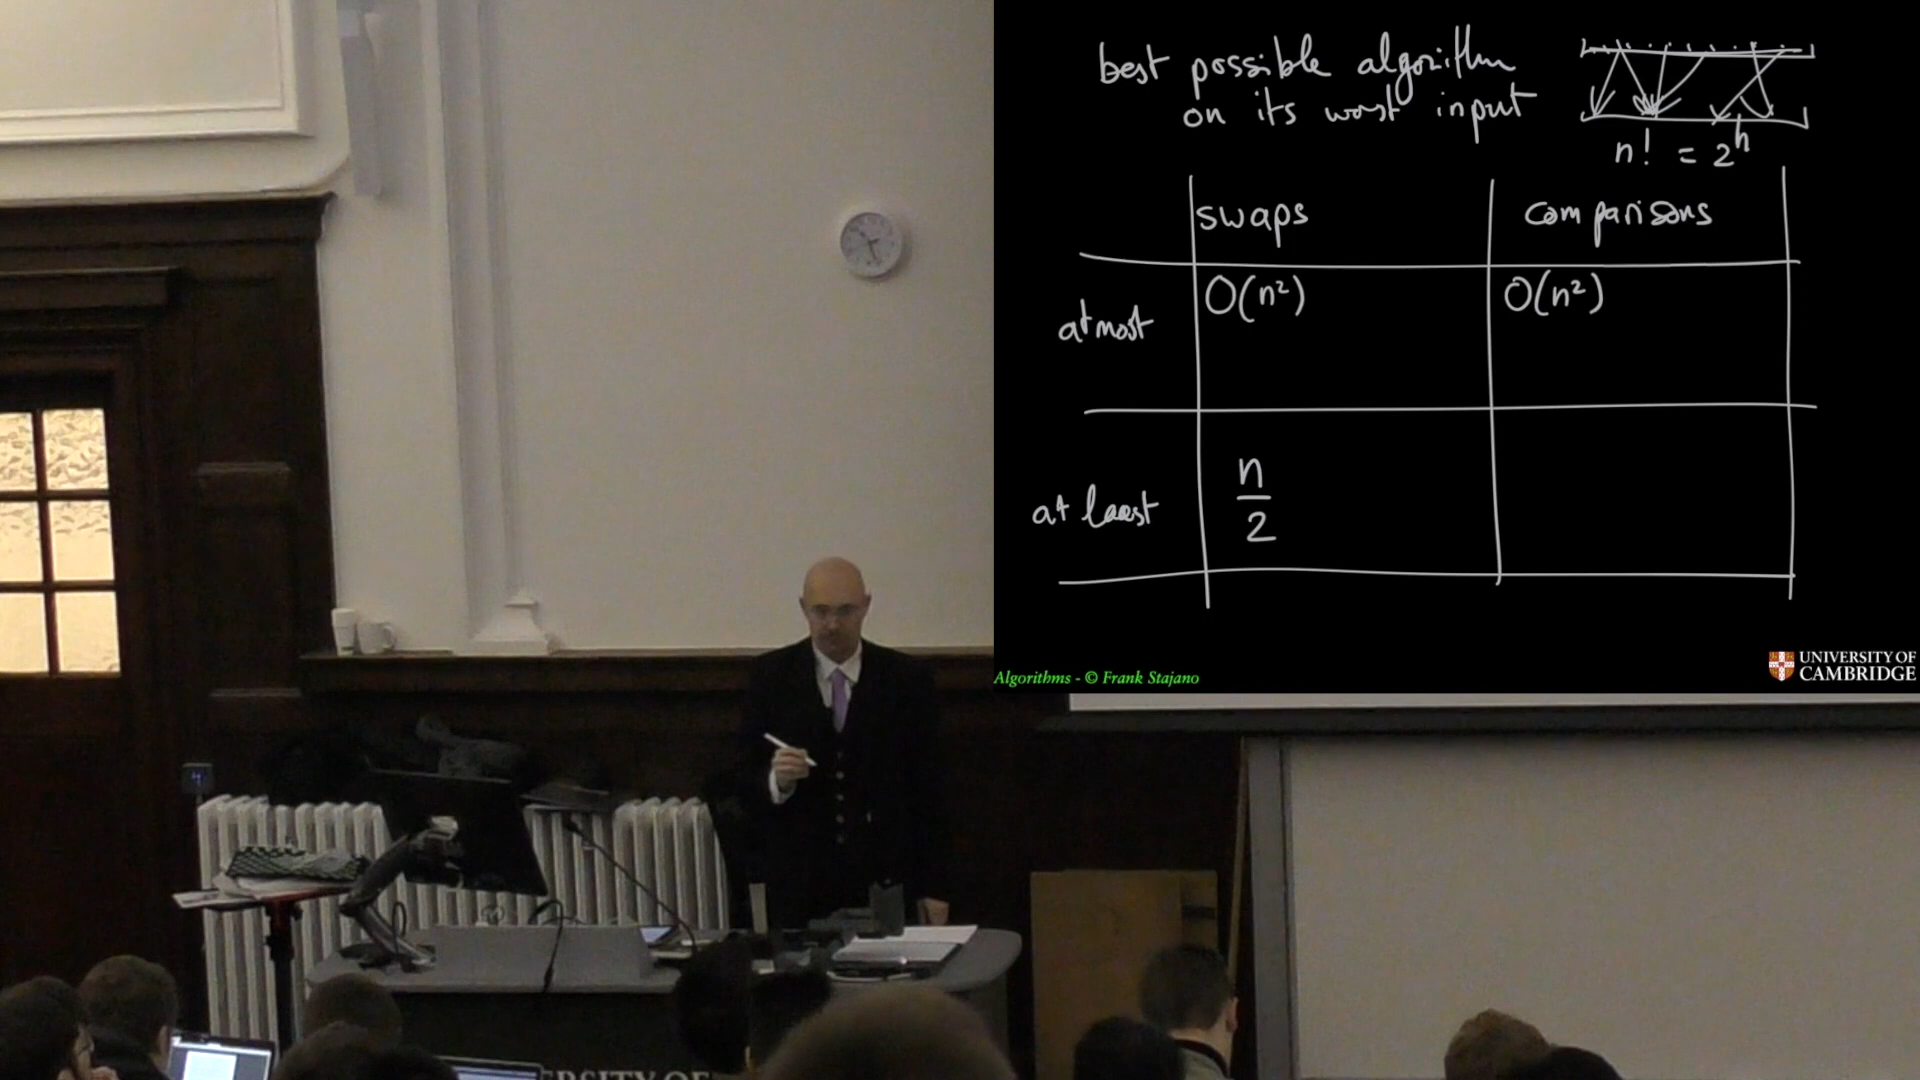 best possible algorithm
on its worst input
n! = 2^h
swaps comparisons
at most O(n²) O(n²)
at least n/2
Algorithms - © Frank Stajano
UNIVERSITY OF
CAMBRIDGE